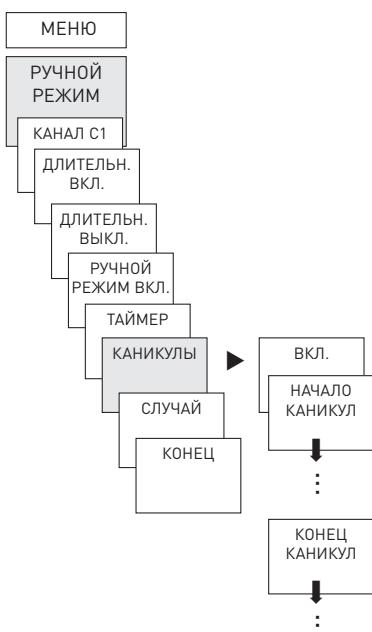 МЕНЮ
РУЧНОЙ
РЕЖИМ
КАНАЛ C1
ДЛИТЕЛЬН.
ВКЛ.
ДЛИТЕЛЬН.
ВЫКЛ.
РУЧНОЙ
РЕЖИМ ВКЛ.
ТАЙМЕР
КАНИКУЛЫ
СЛУЧАЙ
КОНЕЦ
ВКЛ.
НАЧАЛО
КАНИКУЛ
КОНЕЦ
КАНИКУЛ